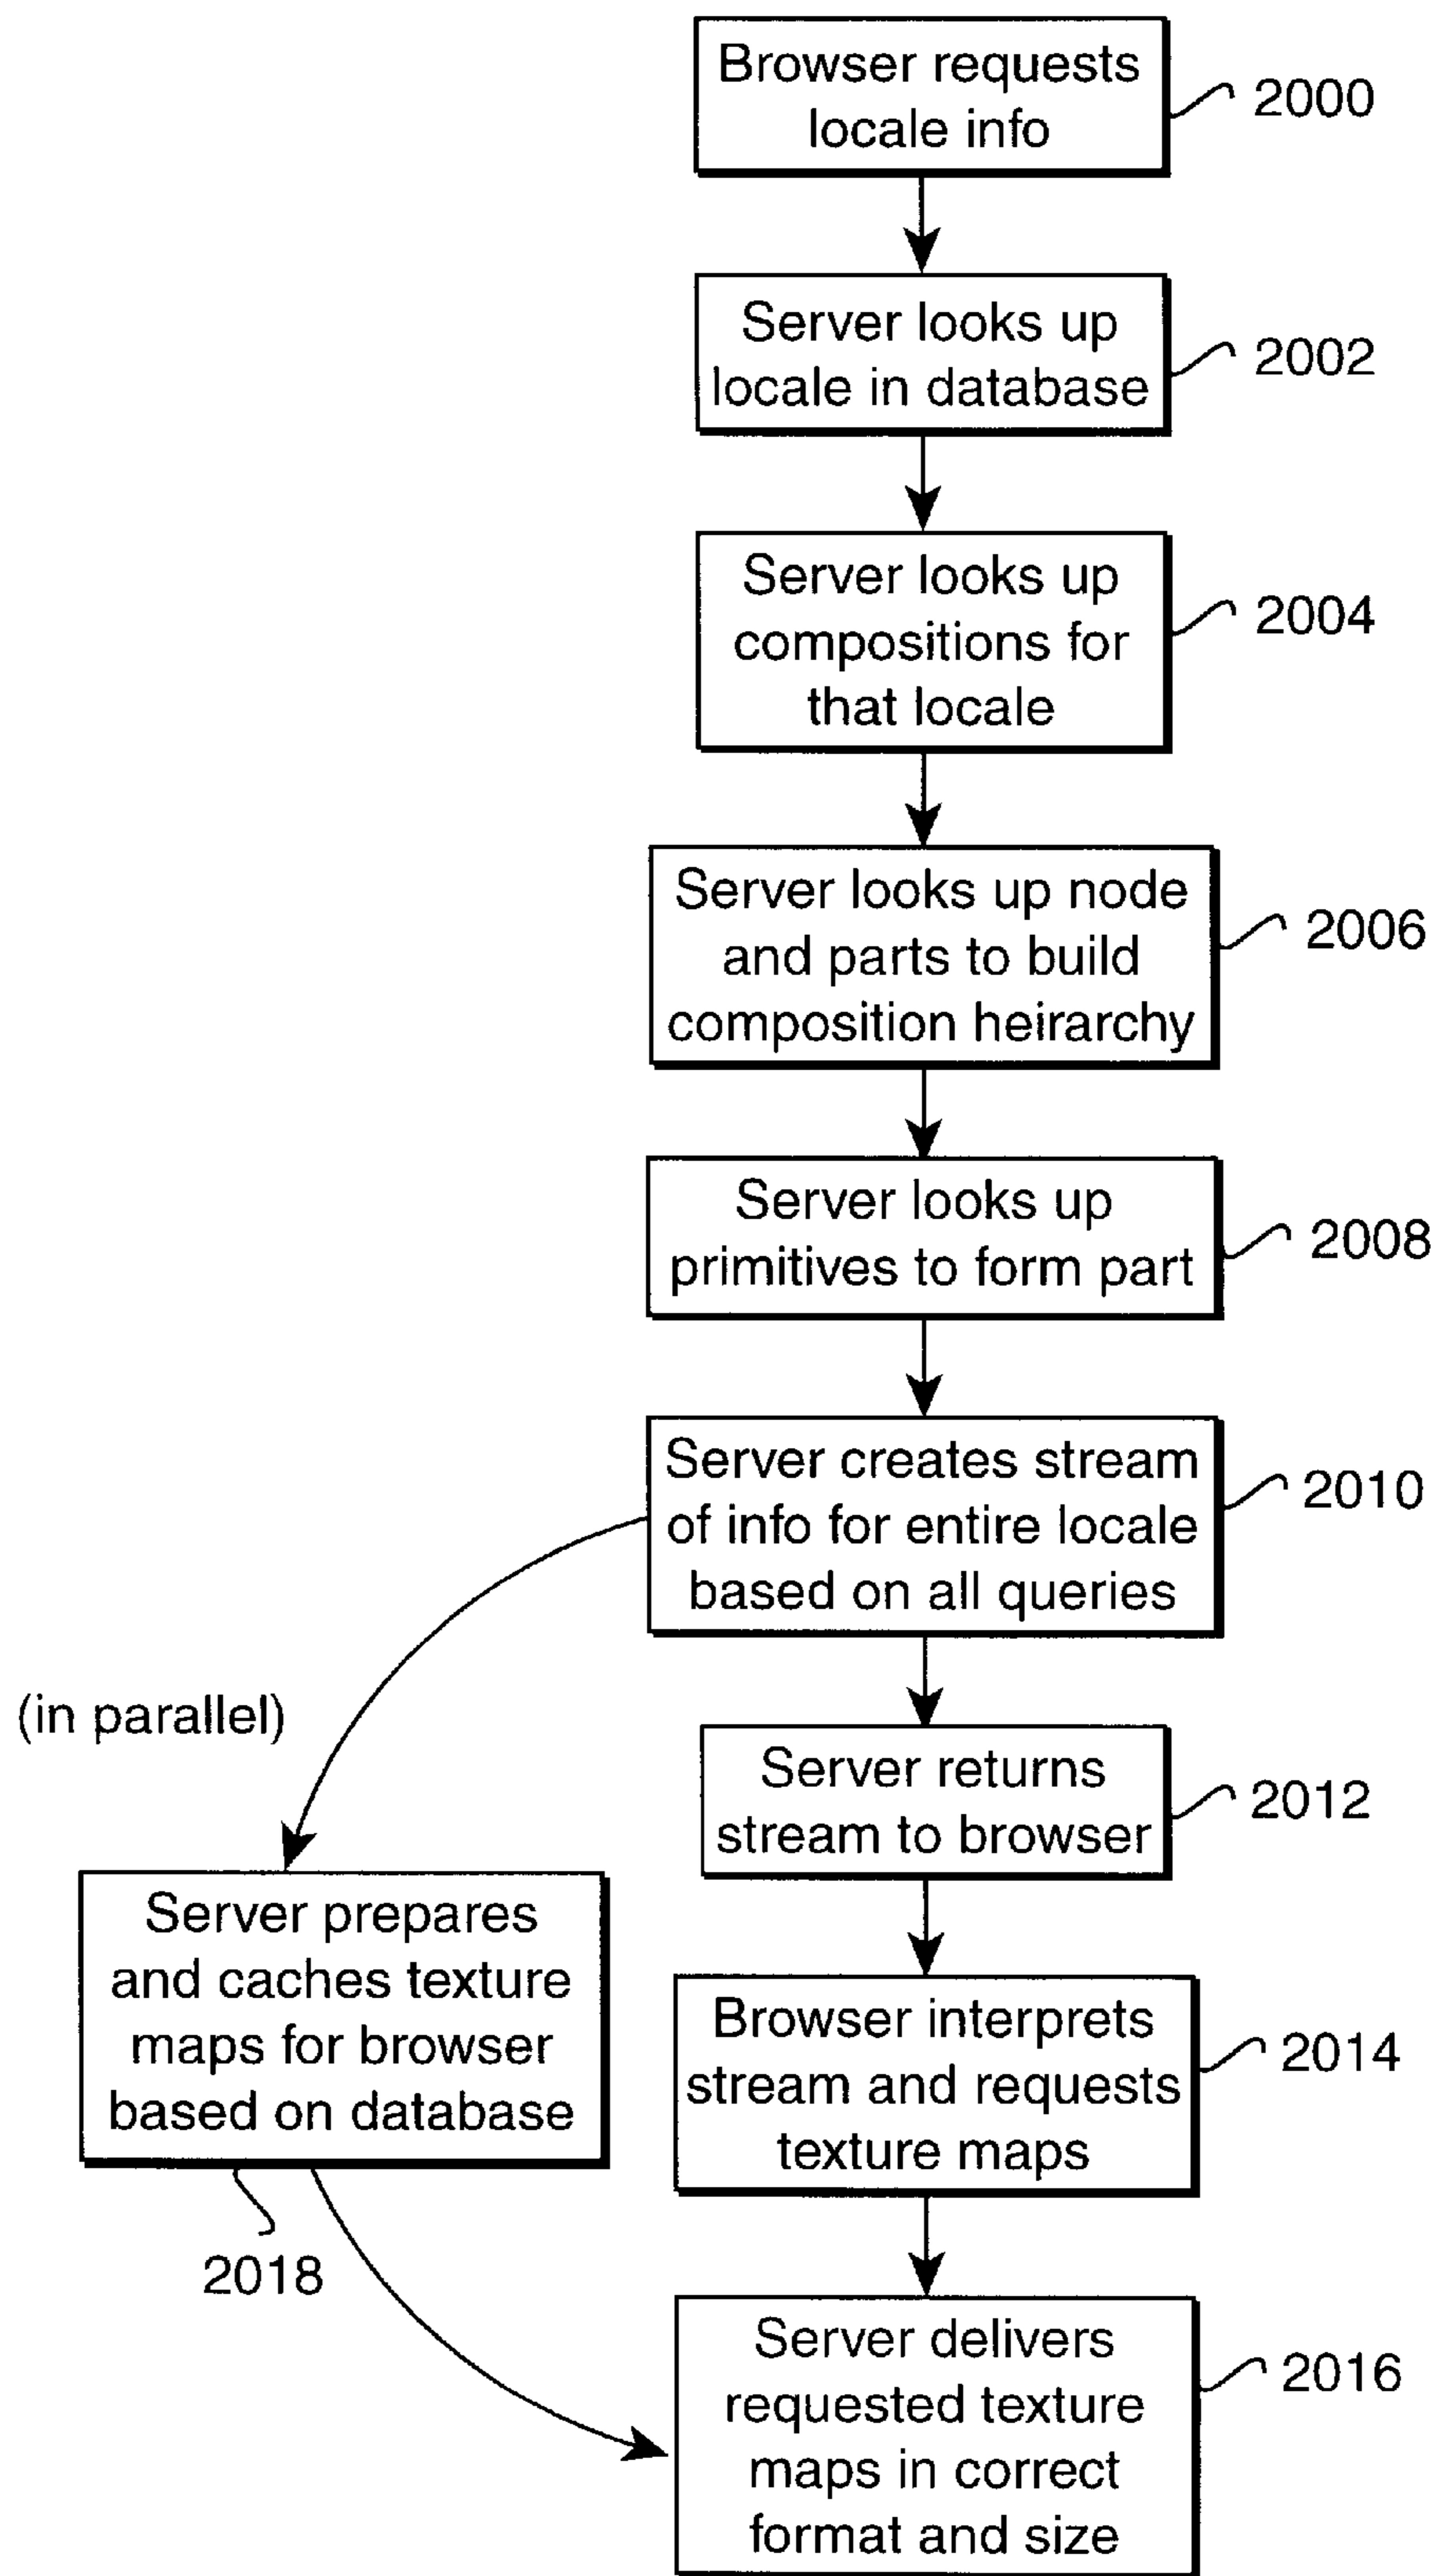 Browser requests
locale info
2000
Server looks up
locale in database
2002
Server looks up
compositions for
that locale
2004
Server looks up node
and parts to build
composition heirarchy
2006
Server looks up
primitives to form part
2008
Server creates stream
of info for entire locale
based on all queries
2010
(in parallel)
Server returns
stream to browser
2012
Server prepares
and caches texture
maps for browser
based on database
2018
Browser interprets
stream and requests
texture maps
2014
Server delivers
requested texture
maps in correct
format and size
2016